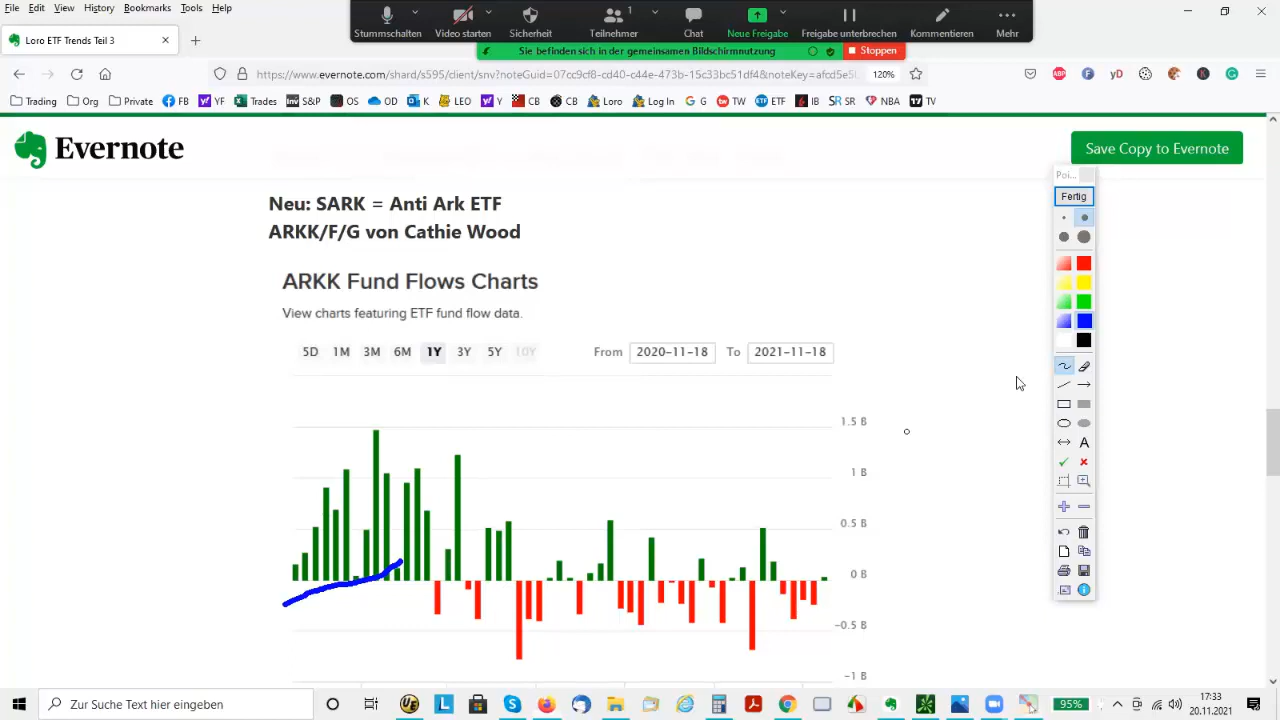 File Edit View History Bookmarks Tools Help
Loro ETF Trends Teil 3
Stummschalten Video starten Sicherheit 1 Teilnehmer Chat Neue Freigabe Freigabe unterbrechen Kommentieren Mehr
Sie befinden sich in der gemeinsamen Bildschirmnutzung Stoppen
120%
Trading Org Private FB YF Trades S&P OS OD K LEO Y CB CB Loro Log In G TW ETF IB SR NBA TV
Evernote
Save Copy to Evernote
Poi...
Fertig
Neu: SARK = Anti Ark ETF
ARKK/F/G von Cathie Wood
ARKK Fund Flows Charts
View charts featuring ETF fund flow data.
5D 1M 3M 6M 1Y 3Y 5Y 10Y From 2020-11-18 To 2021-11-18
1.5 B
1 B
0.5 B
0 B
-0.5 B
-1 B
Zur Suche Text hier eingeben
95%
17:33
20.11.2021